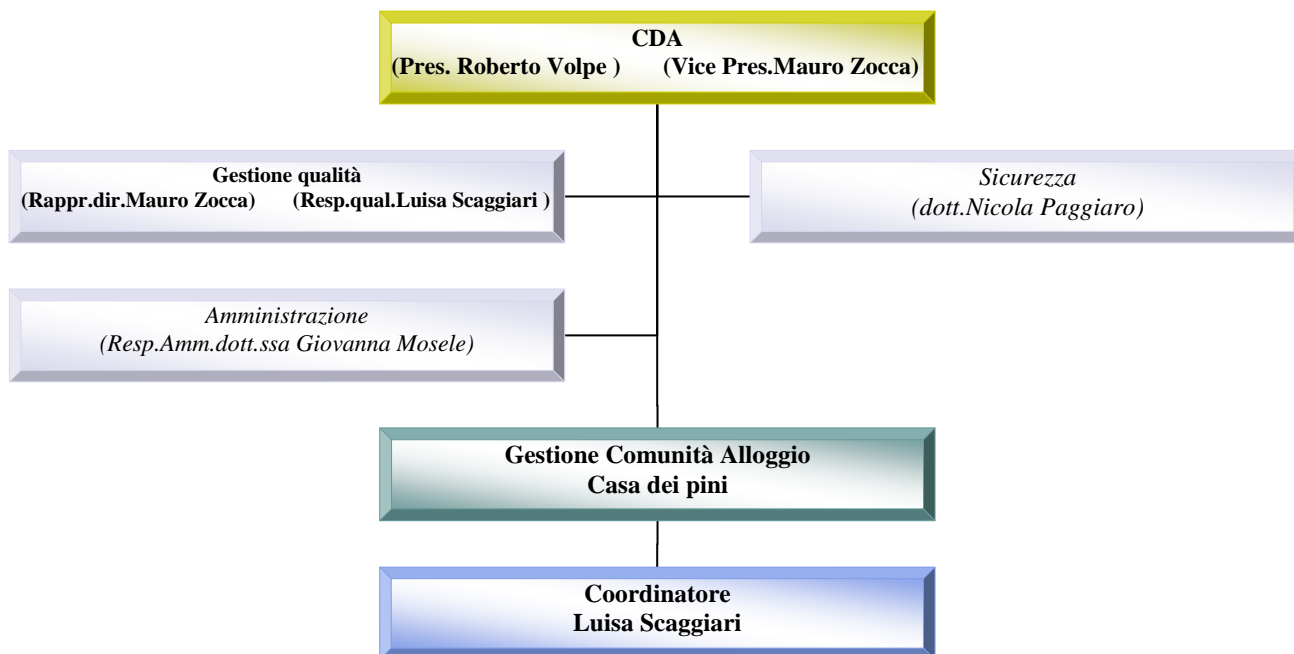 CDA
(Pres. Roberto Volpe ) (Vice Pres.Mauro Zocca)
Gestione qualità
(Rappr.dir.Mauro Zocca) (Resp.qual.Luisa Scaggiari )
Sicurezza
(dott.Nicola Paggiaro)
Amministrazione
(Resp.Amm.dott.ssa Giovanna Mosele)
Gestione Comunità Alloggio
Casa dei pini
Coordinatore
Luisa Scaggiari